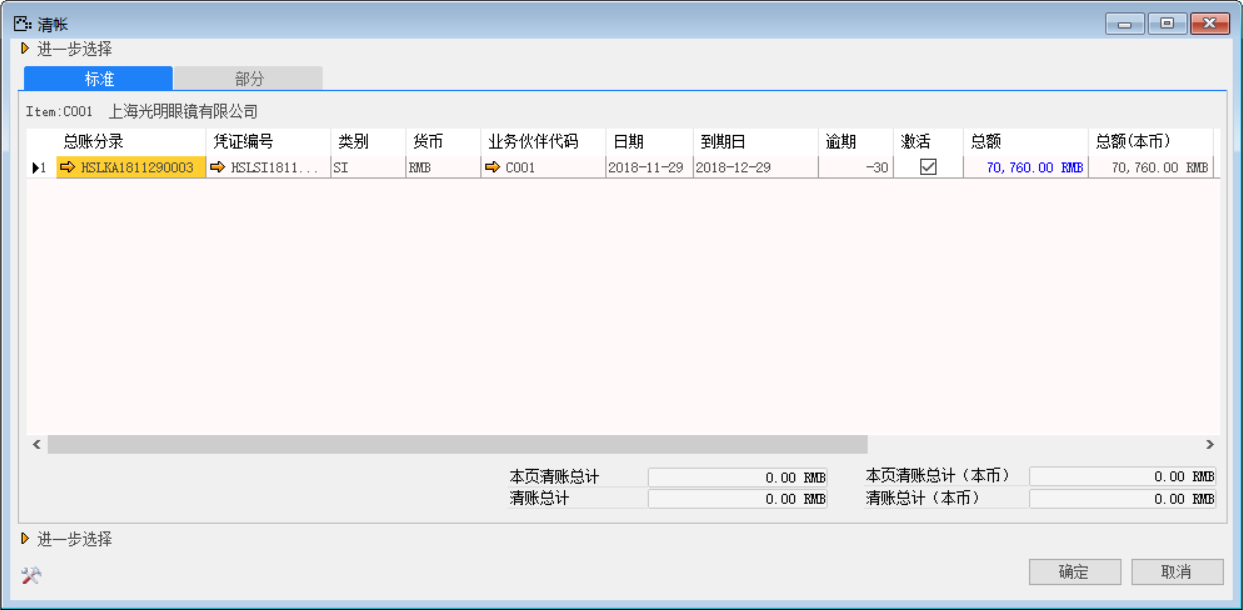 清帐
进一步选择
标准 部分
Item:C001 上海光明眼镜有限公司
总账分录 凭证编号 类别 货币 业务伙伴代码 日期 到期日 逾期 激活 总额 总额(本币)
1 HSLKA1811290003 HSLSI1811... SI RMB C001 2018-11-29 2018-12-29 -30 70,760.00 RMB 70,760.00 RMB
本页清账总计 0.00 RMB 本页清账总计（本币） 0.00 RMB
清账总计 0.00 RMB 清账总计（本币） 0.00 RMB
进一步选择
确定 取消